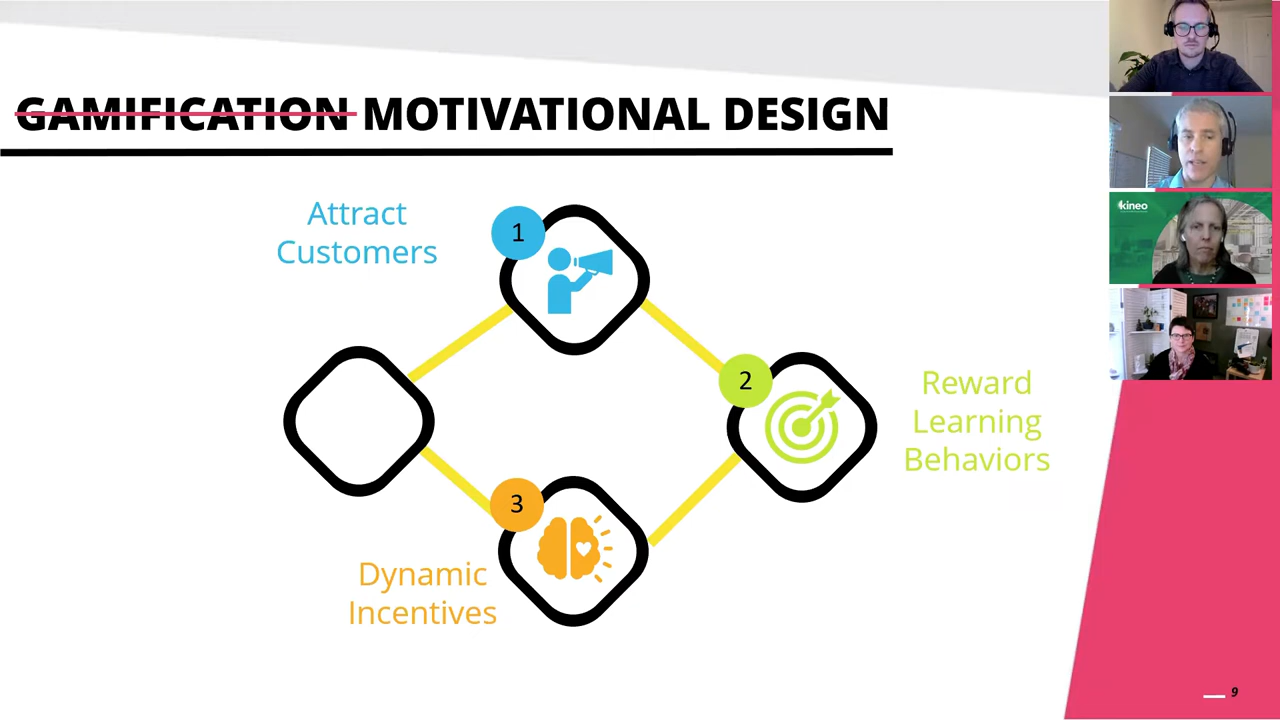 GAMIFICATION MOTIVATIONAL DESIGN
Attract
Customers
1
2
Reward
Learning
Behaviors
3
Dynamic
Incentives
kineo
9